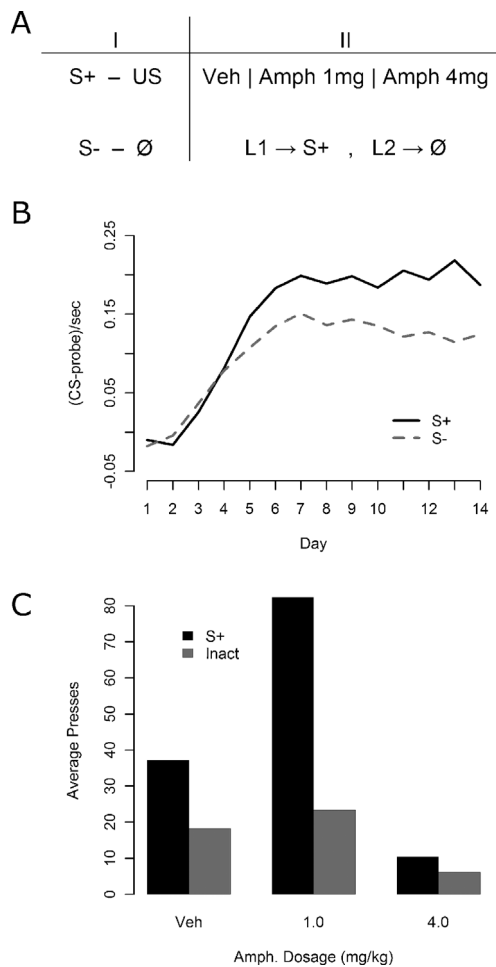 A
I II
S+ – US Veh | Amph 1mg | Amph 4mg
S- – Ø L1 → S+ , L2 → Ø
B
(CS-probe)/sec
0.25
0.15
0.05
-0.05
S+
S-
1 2 3 4 5 6 7 8 9 10 12 14
Day
C
Average Presses
80
70
60
50
40
30
20
10
0
S+
Inact
Veh 1.0 4.0
Amph. Dosage (mg/kg)